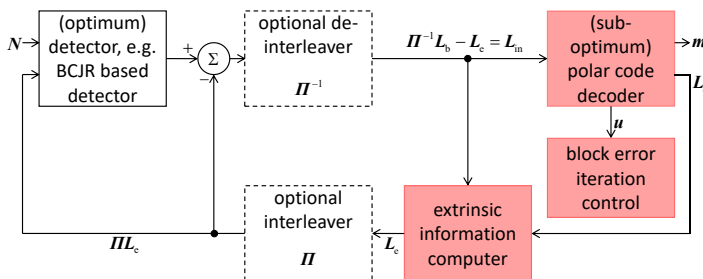 N
(optimum)
detector, e.g.
BCJR based
detector
+
Σ
−
optional de-
interleaver
Π⁻¹
Π⁻¹L_b − L_e = L_in
(sub-
optimum)
polar code
decoder
m
L
u
block error
iteration
control
extrinsic
information
computer
L_e
optional
interleaver
Π
ΠL_e